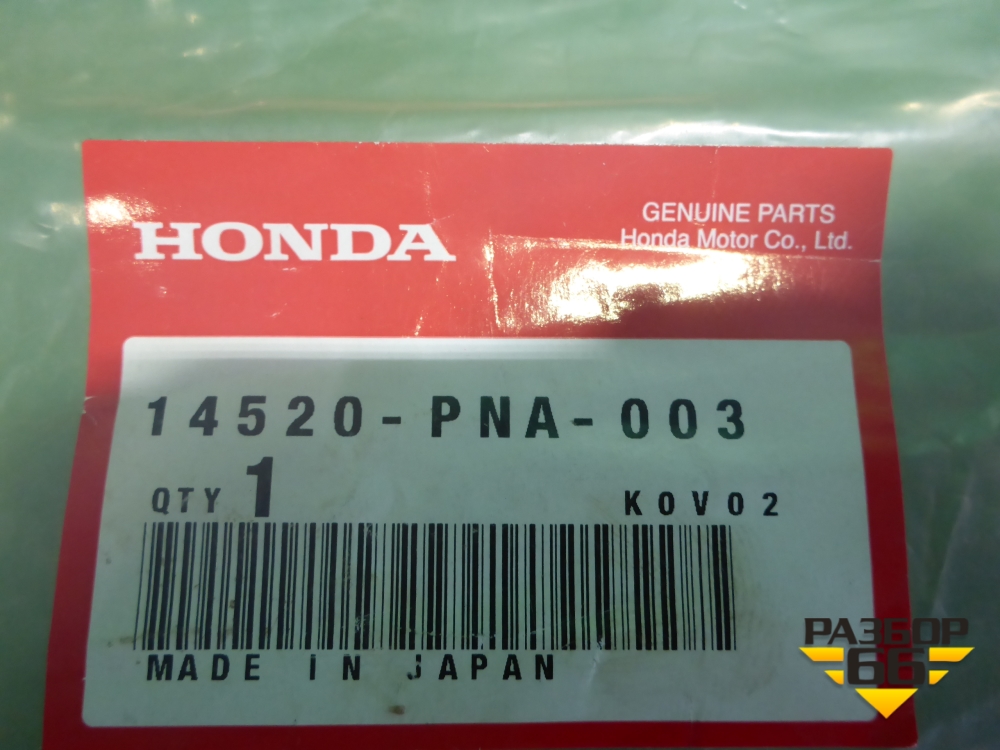 HONDA
GENUINE PARTS
Honda Motor Co., Ltd.
14520-PNA-003
QTY 1
K0V02
MADE IN JAPAN
РАЗБОР
66